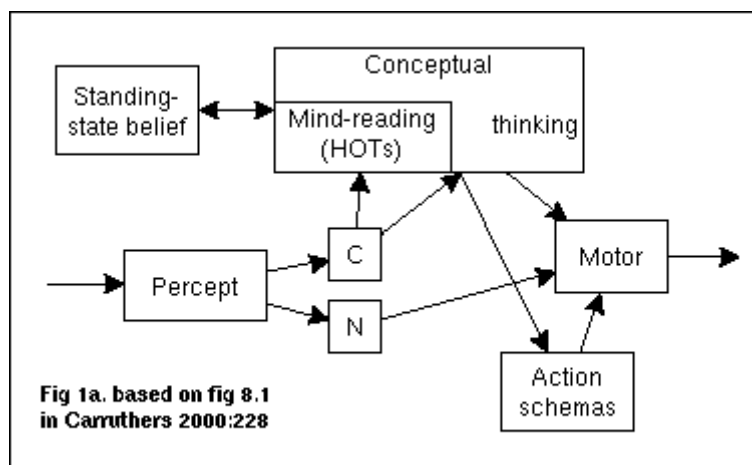 Conceptual
thinking
Standing-
state belief
Mind-reading
(HOTs)
C
Percept
N
Motor
Action
schemas
Fig 1a. based on fig 8.1
in Carruthers 2000:228